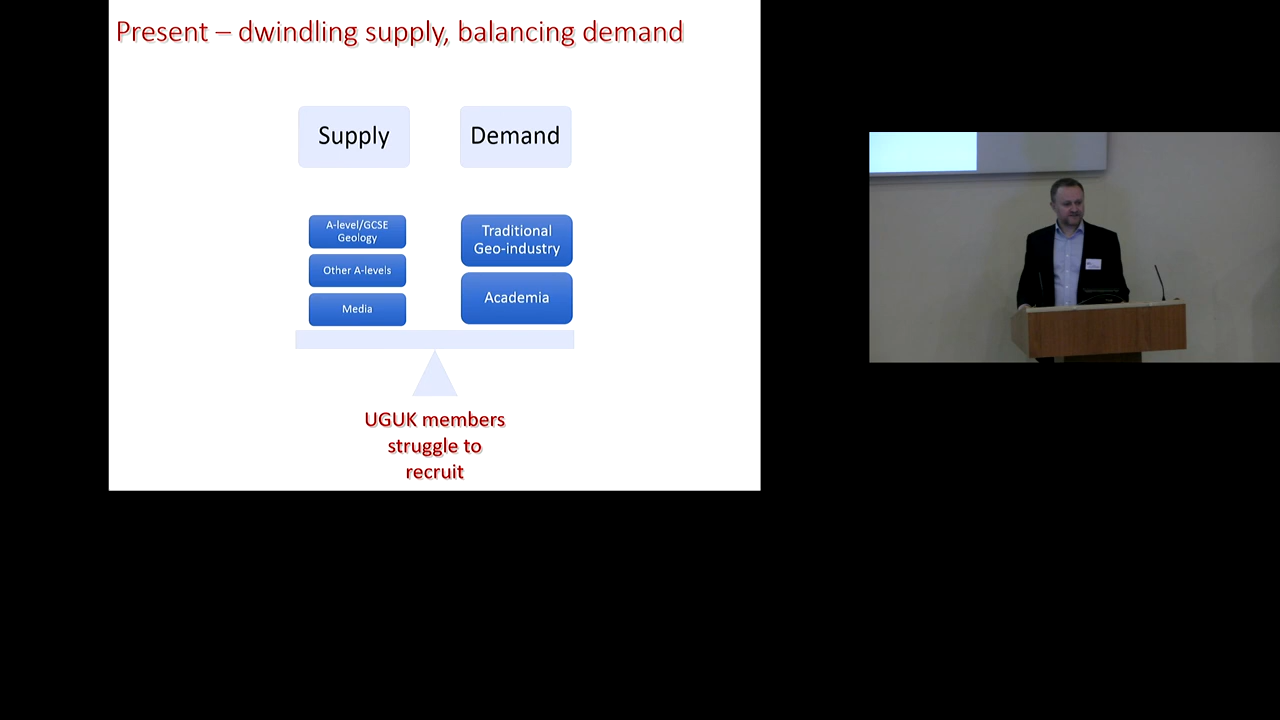 Present – dwindling supply, balancing demand
Supply
Demand
A-level/GCSE
Geology
Other A-levels
Media
Traditional
Geo-industry
Academia
UGUK members
struggle to
recruit